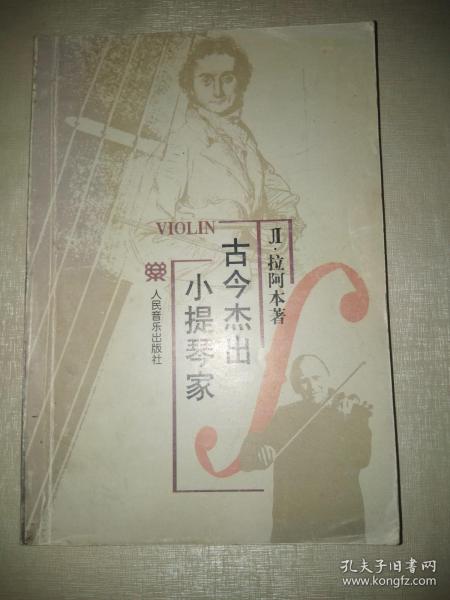 VIOLIN
Л·拉阿本著
古今杰出
小提琴家
人民音乐出版社
孔夫子旧书网
www.kongfz.com